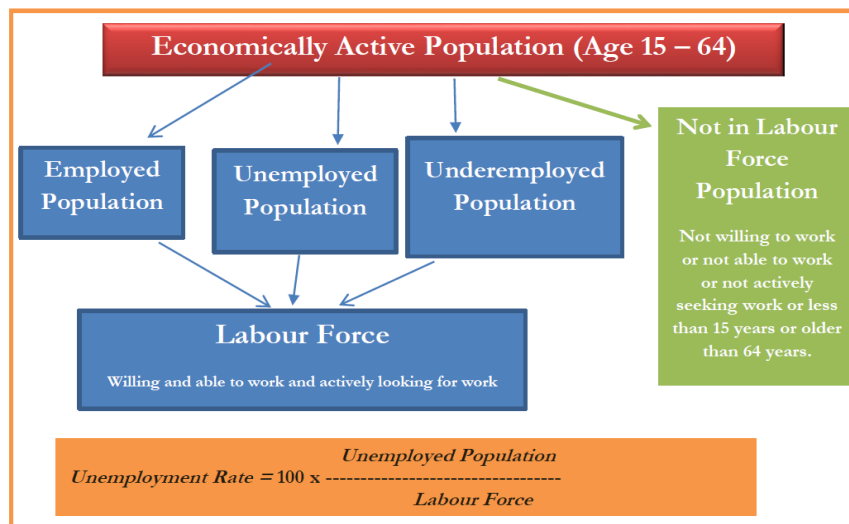 Economically Active Population (Age 15 – 64)
Employed
Population
Unemployed
Population
Underemployed
Population
Not in Labour
Force
Population
Not willing to work
or not able to work
or not actively
seeking work or less
than 15 years or older
than 64 years.
Labour Force
Willing and able to work and actively looking for work
Unemployed Population
Unemployment Rate = 100 x ----------------------------------
Labour Force